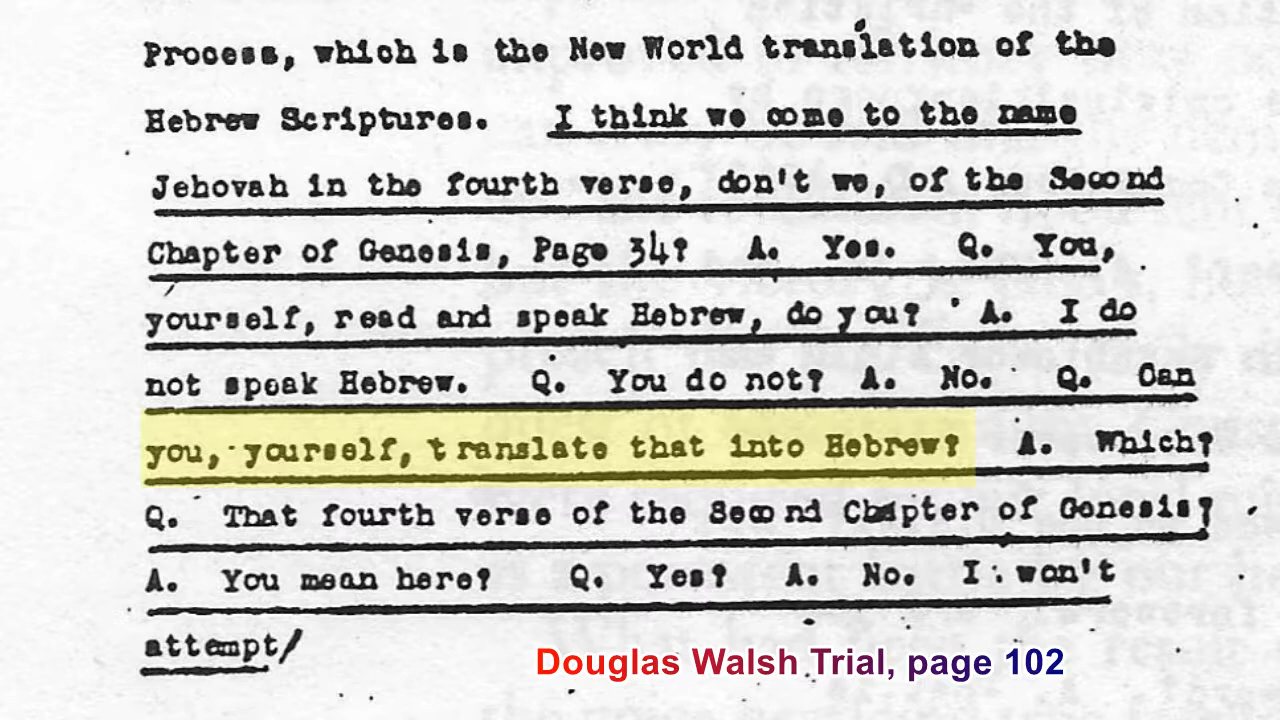 Process, which is the New World translation of the
Hebrew Scriptures. I think we come to the name
Jehovah in the fourth verse, don't we, of the Second
Chapter of Genesis, Page 34? A. Yes. Q. You,
yourself, read and speak Hebrew, do you? A. I do
not speak Hebrew. Q. You do not? A. No. Q. Can
you, yourself, translate that into Hebrew? A. Which?
Q. That fourth verse of the Second Chapter of Genesis?
A. You mean here? Q. Yes? A. No. I won't
attempt/
Douglas Walsh Trial, page 102